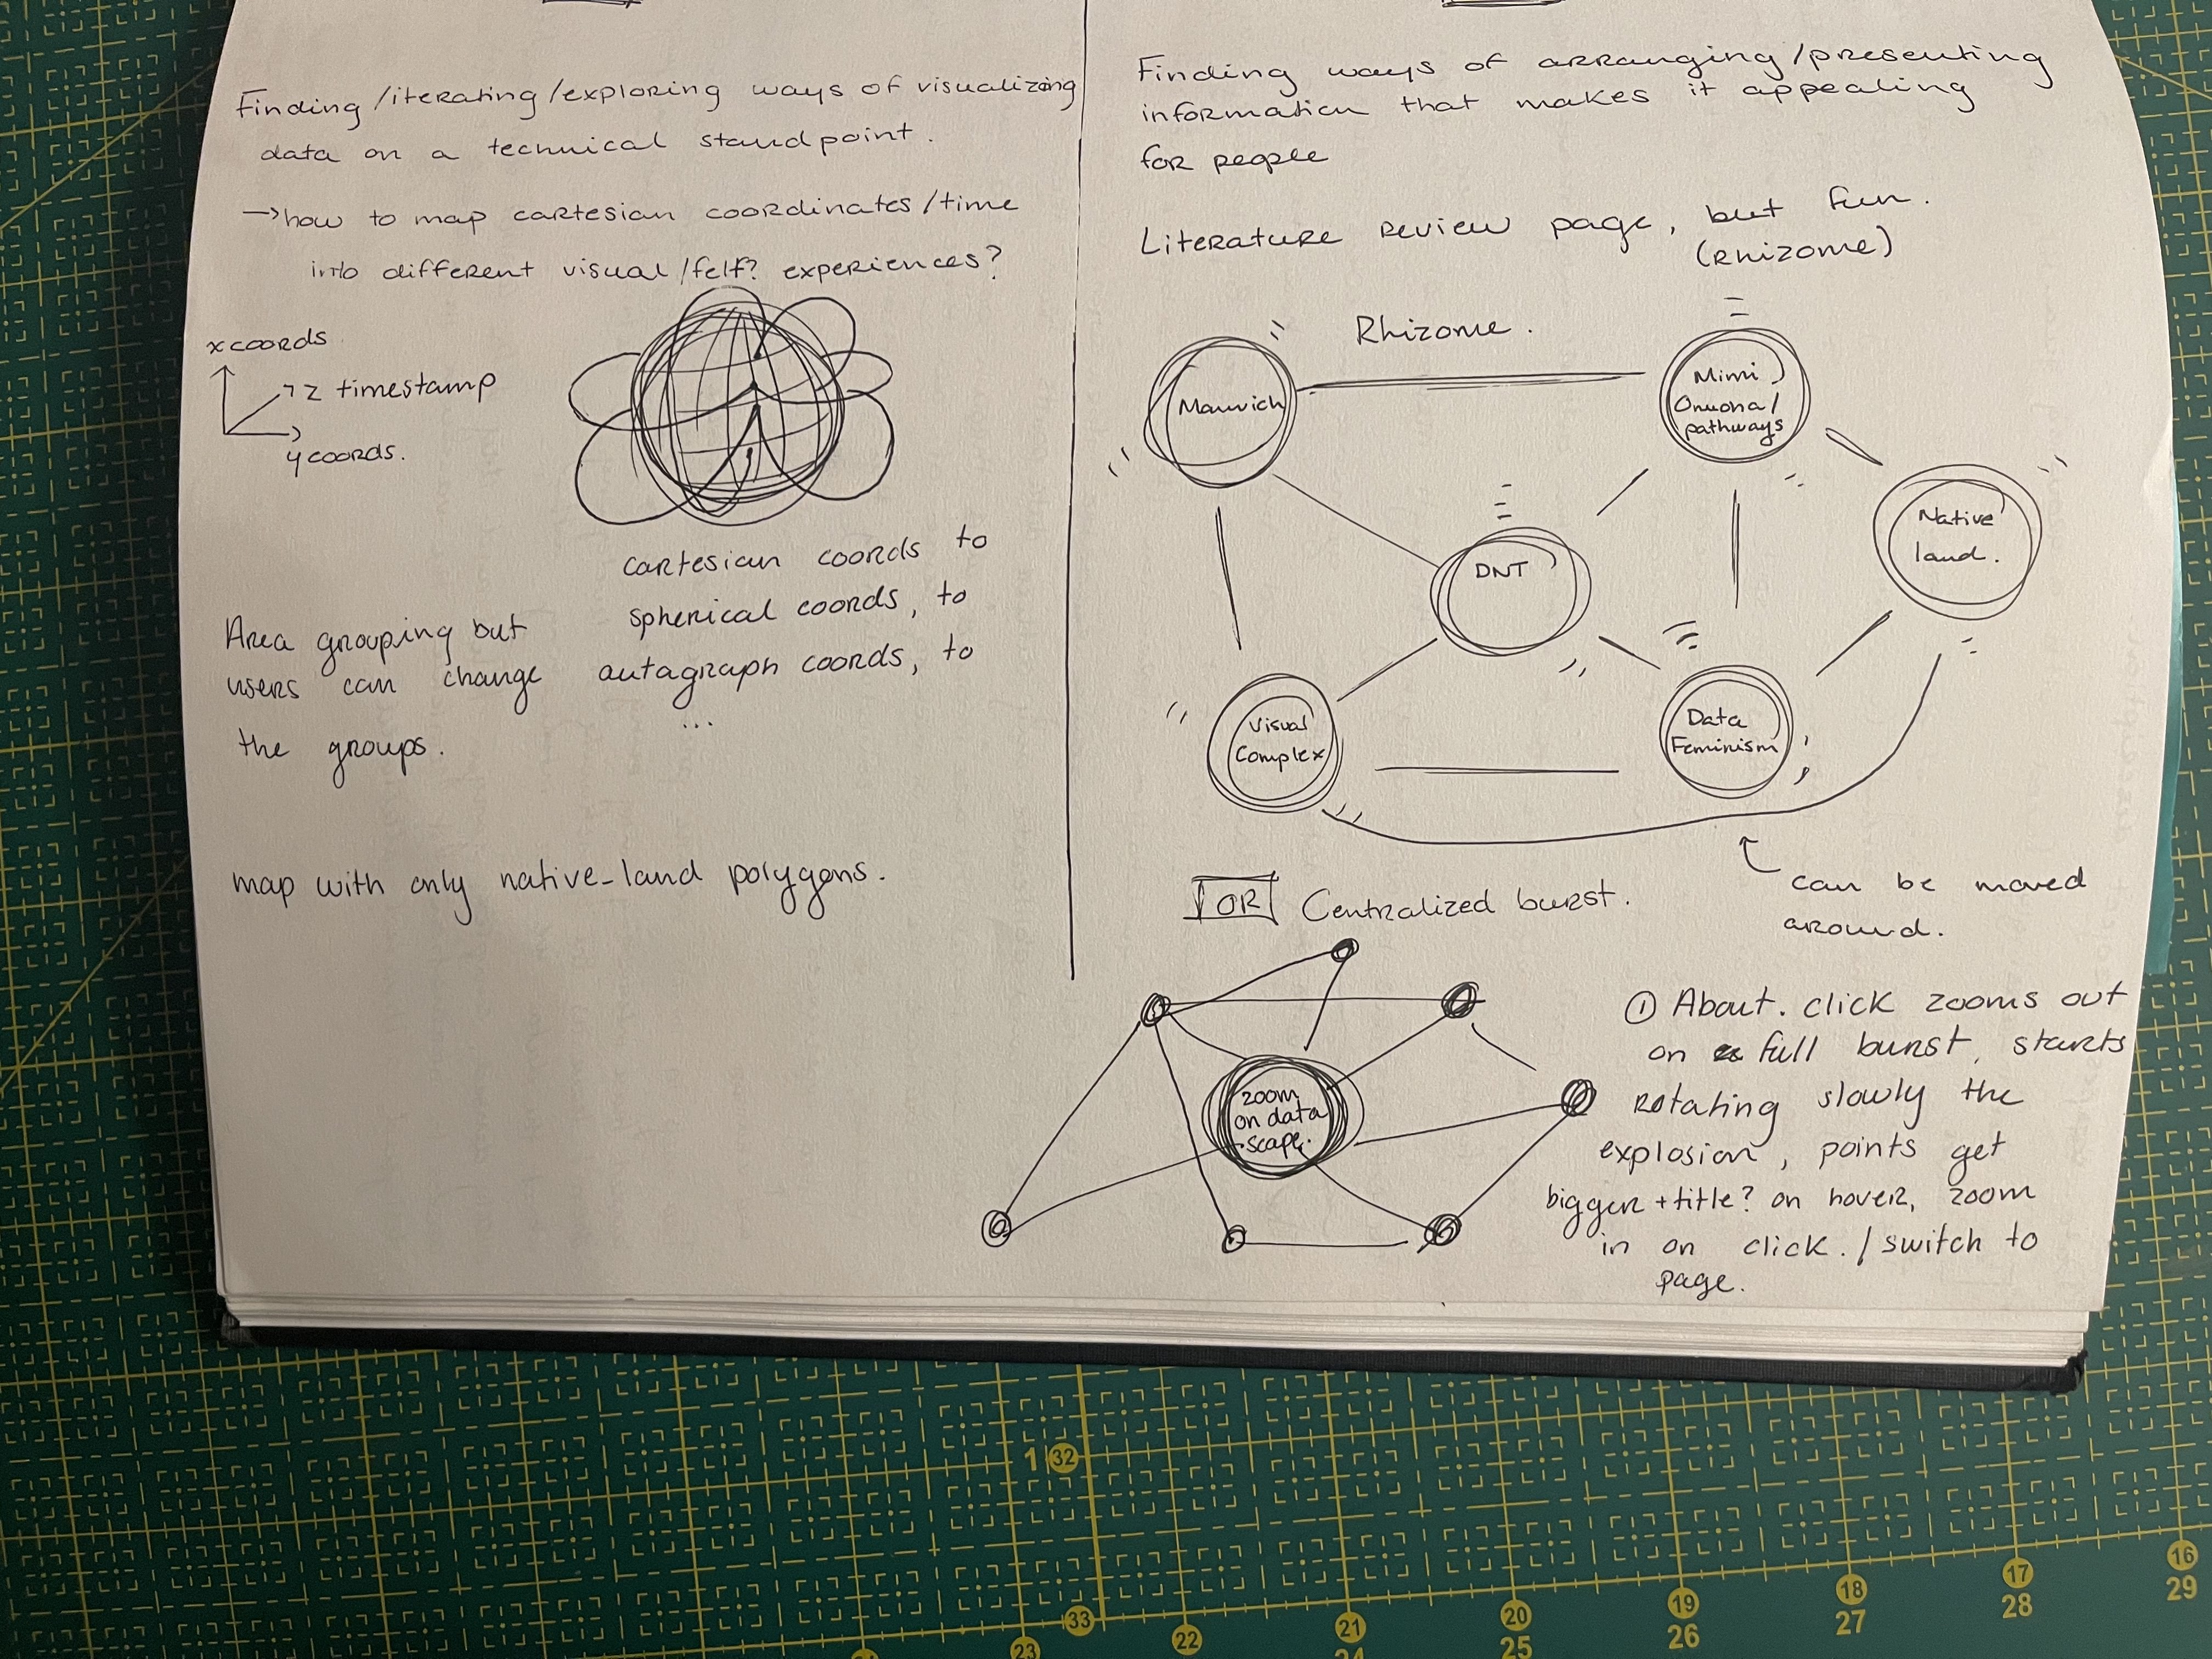 Finding/iterating/exploring ways of visualizing
data on a technical standpoint.
→how to map cartesian coordinates/time
into different visual/felt? experiences?
x coords
z timestamp
y coords.
cartesian coords to
spherical coords, to
autagraph coords, to
...
Area grouping but
users can change
the groups.
map with only native-land polygons.
Finding ways of arranging/presenting
information that makes it appealing
for people
Literature review page, but fun.
(rhizome)
Rhizome.
Manvich
Mimi
Onuoha/
pathways
Native
land.
DNT
Visual
Complex
Data
Feminism
can be moved
around.
OR Centralized burst.
zoom
on data
scape.
① About. click zooms out
on full burst, starts
rotating slowly the
explosion, points get
bigger + title? on hover, zoom
in on click. / switch to
page.
1 32
33
22
21
20
19
18
17
16
23
25
26
27
28
29